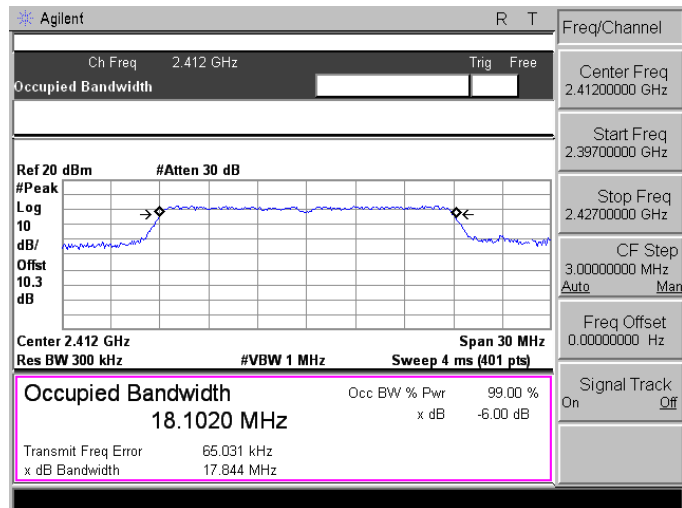 Agilent
R T
Freq/Channel
Ch Freq 2.412 GHz
Trig Free
Occupied Bandwidth
Center Freq
2.41200000 GHz
Start Freq
2.39700000 GHz
Stop Freq
2.42700000 GHz
CF Step
3.00000000 MHz
Auto Man
Freq Offset
0.00000000 Hz
Signal Track
On Off
Ref 20 dBm
#Atten 30 dB
#Peak
Log
10
dB/
Offst
10.3
dB
Center 2.412 GHz
Span 30 MHz
Res BW 300 kHz
#VBW 1 MHz
Sweep 4 ms (401 pts)
Occupied Bandwidth
18.1020 MHz
Occ BW % Pwr 99.00 %
x dB -6.00 dB
Transmit Freq Error 65.031 kHz
x dB Bandwidth 17.844 MHz